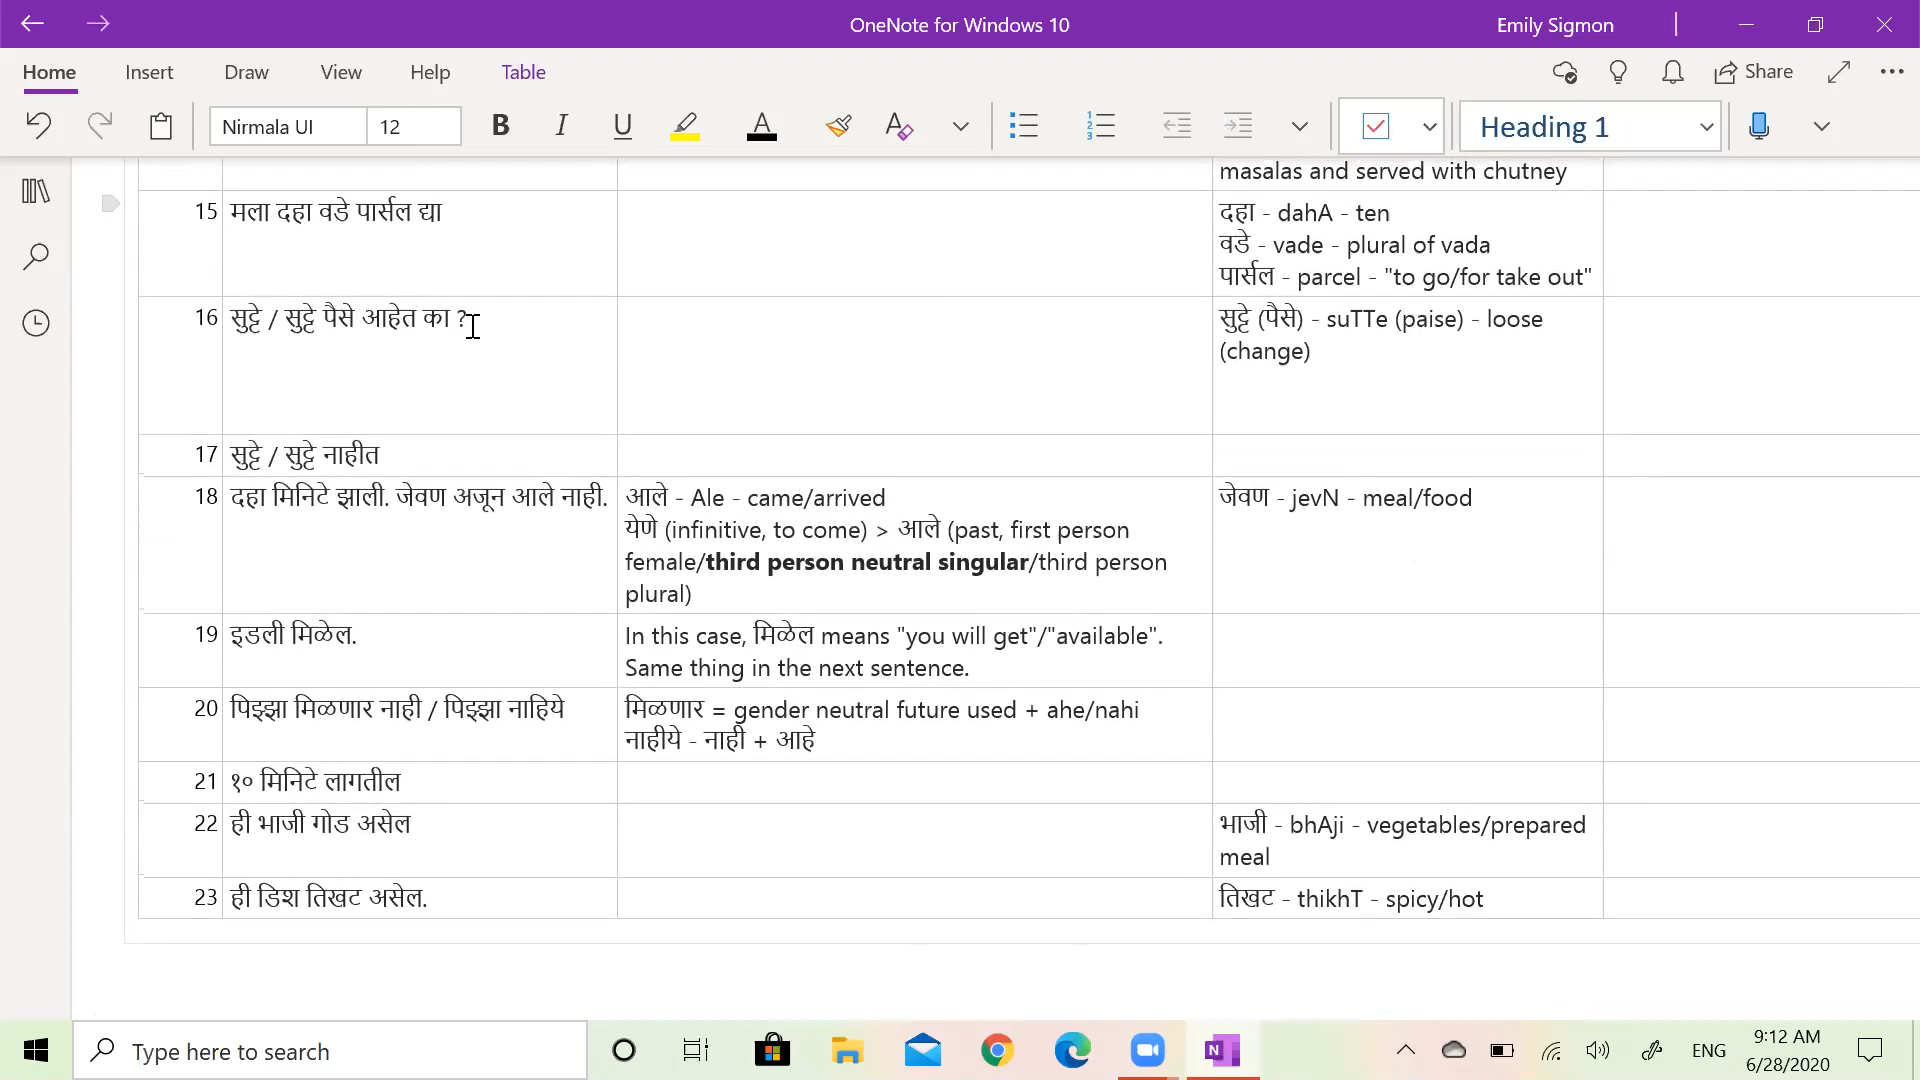 OneNote for Windows 10
Emily Sigmon
Home Insert Draw View Help Table
Share
Nirmala UI 12 B I U A Heading 1
masalas and served with chutney
15 मला दहा वडे पार्सल द्या
दहा - dahA - ten
वडे - vade - plural of vada
पार्सल - parcel - "to go/for take out"
16 सुट्टे / सुट्टे पैसे आहेत का ?
सुट्टे (पैसे) - suTTe (paise) - loose
(change)
17 सुट्टे / सुट्टे नाहीत
18 दहा मिनिटे झाली. जेवण अजून आले नाही.
आले - Ale - came/arrived
येणे (infinitive, to come) > आले (past, first person
female/third person neutral singular/third person
plural)
जेवण - jevN - meal/food
19 इडली मिळेल.
In this case, मिळेल means "you will get"/"available".
Same thing in the next sentence.
20 पिझ्झा मिळणार नाही / पिझ्झा नाहिये
मिळणार = gender neutral future used + ahe/nahi
नाहीये - नाही + आहे
21 १० मिनिटे लागतील
22 ही भाजी गोड असेल
भाजी - bhAji - vegetables/prepared
meal
23 ही डिश तिखट असेल.
तिखट - thikhT - spicy/hot
Type here to search
ENG
9:12 AM
6/28/2020